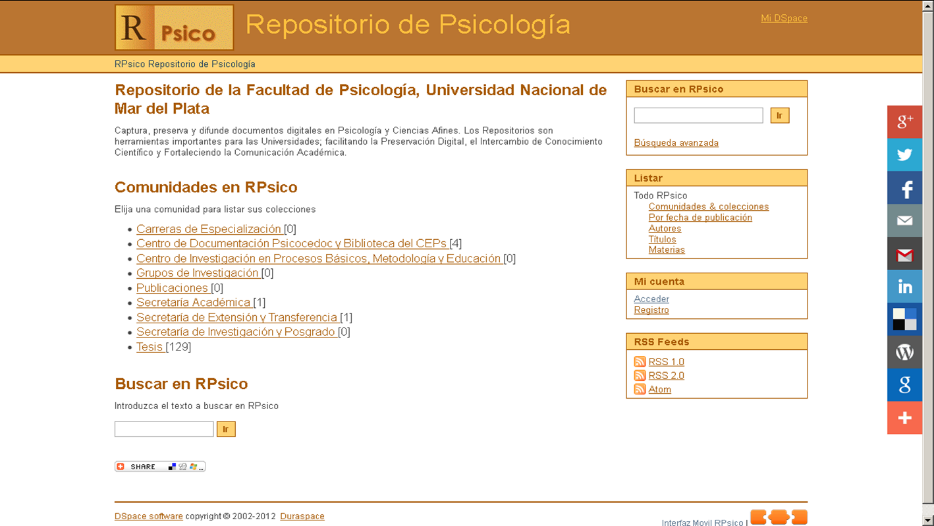 R Psico
Repositorio de Psicología
Mi DSpace
RPsico Repositorio de Psicología
Repositorio de la Facultad de Psicología, Universidad Nacional de
Mar del Plata
Captura, preserva y difunde documentos digitales en Psicología y Ciencias Afines. Los Repositorios son
herramientas importantes para las Universidades; facilitando la Preservación Digital, el Intercambio de Conocimiento
Científico y Fortaleciendo la Comunicación Académica.
Comunidades en RPsico
Elija una comunidad para listar sus colecciones
Carreras de Especialización [0]
Centro de Documentación Psicocedoc y Biblioteca del CEPs [4]
Centro de Investigación en Procesos Básicos, Metodología y Educación [0]
Grupos de Investigación [0]
Publicaciones [0]
Secretaría Académica [1]
Secretaría de Extensión y Transferencia [1]
Secretaría de Investigación y Posgrado [0]
Tesis [129]
Buscar en RPsico
Introduzca el texto a buscar en RPsico
Ir
SHARE
Buscar en RPsico
Ir
Búsqueda avanzada
Listar
Todo RPsico
Comunidades & colecciones
Por fecha de publicación
Autores
Títulos
Materias
Mi cuenta
Acceder
Registro
RSS Feeds
RSS 1.0
RSS 2.0
Atom
g+
f
in
g
DSpace software copyright © 2002-2012 Duraspace
Interfaz Movil RPsico |